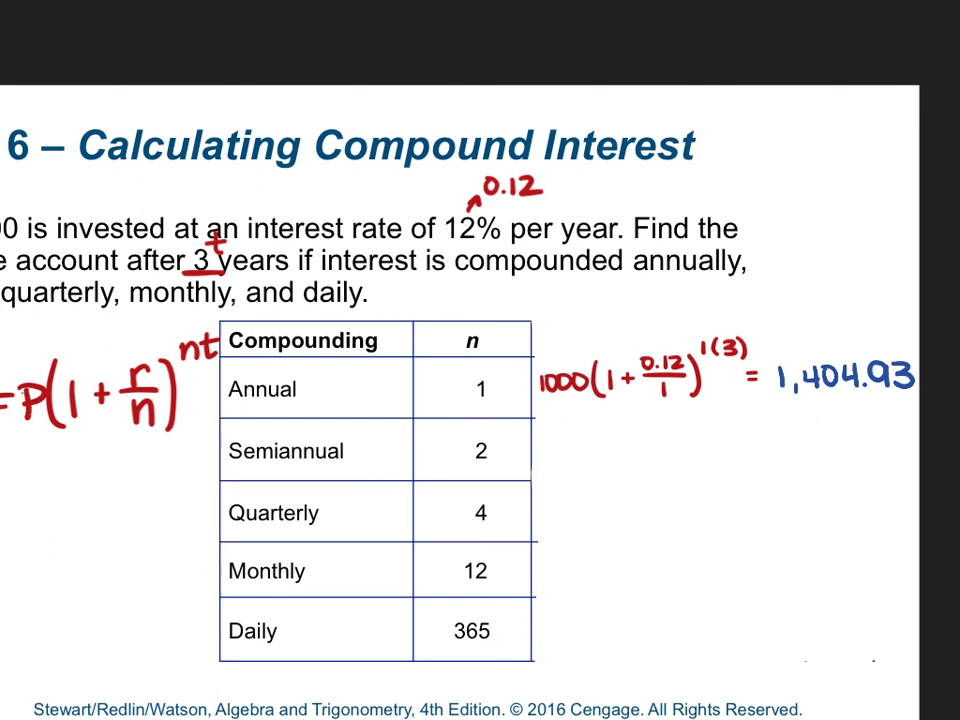 6 – Calculating Compound Interest
0.12
00 is invested at an interest rate of 12% per year. Find the
t
e account after 3 years if interest is compounded annually,
quarterly, monthly, and daily.
= P(1 + r/n)^nt
Compounding n
Annual 1 1000(1 + 0.12/1)^1(3) = 1,404.93
Semiannual 2
Quarterly 4
Monthly 12
Daily 365
Stewart/Redlin/Watson, Algebra and Trigonometry, 4th Edition. © 2016 Cengage. All Rights Reserved.